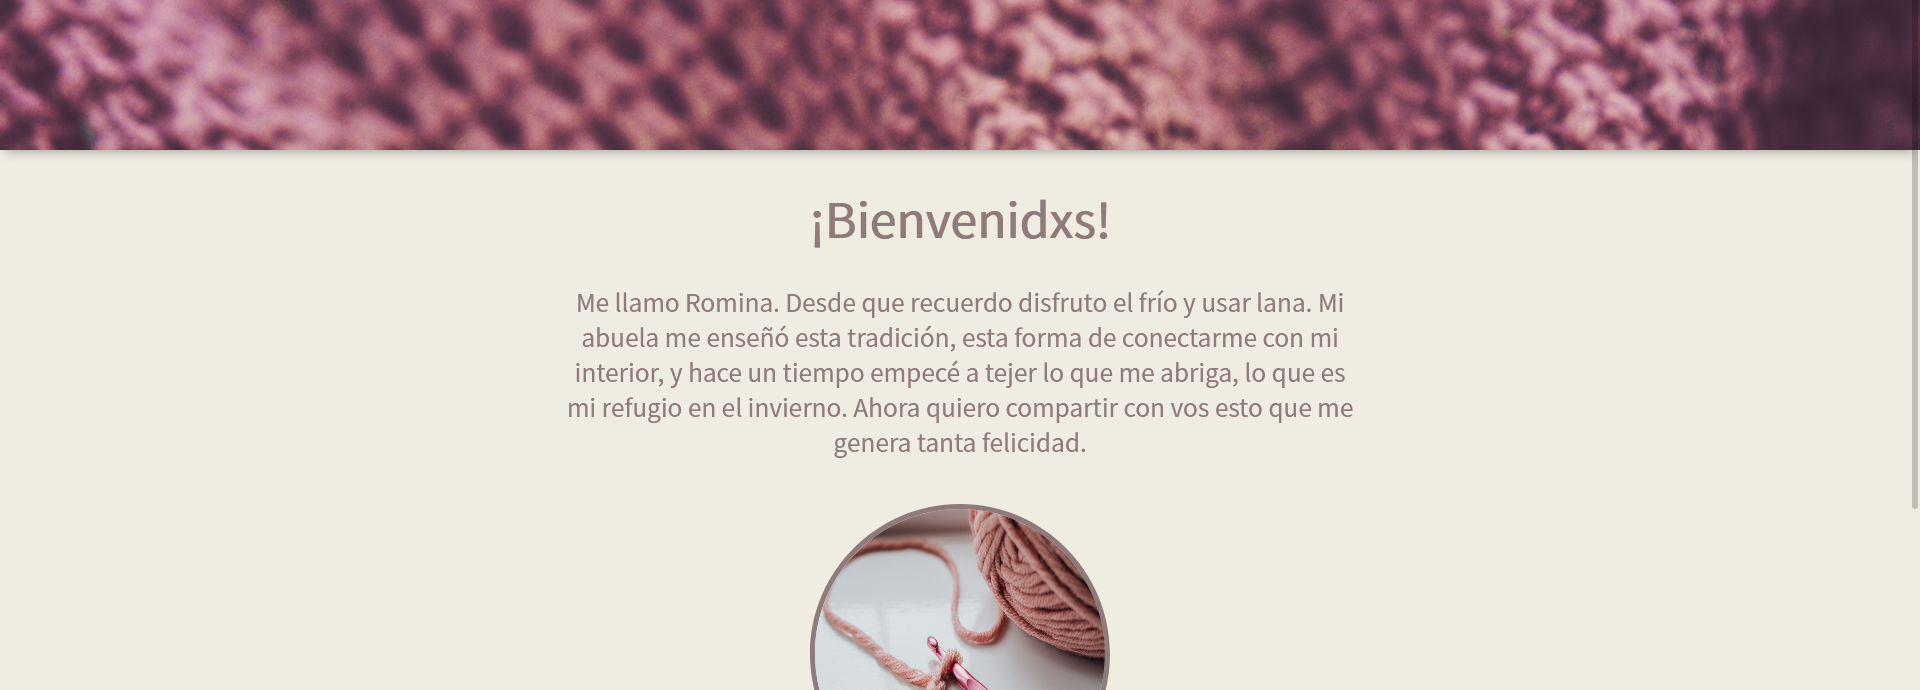 ¡Bienvenidxs!
Me llamo Romina. Desde que recuerdo disfruto el frío y usar lana. Mi
abuela me enseñó esta tradición, esta forma de conectarme con mi
interior, y hace un tiempo empecé a tejer lo que me abriga, lo que es
mi refugio en el invierno. Ahora quiero compartir con vos esto que me
genera tanta felicidad.